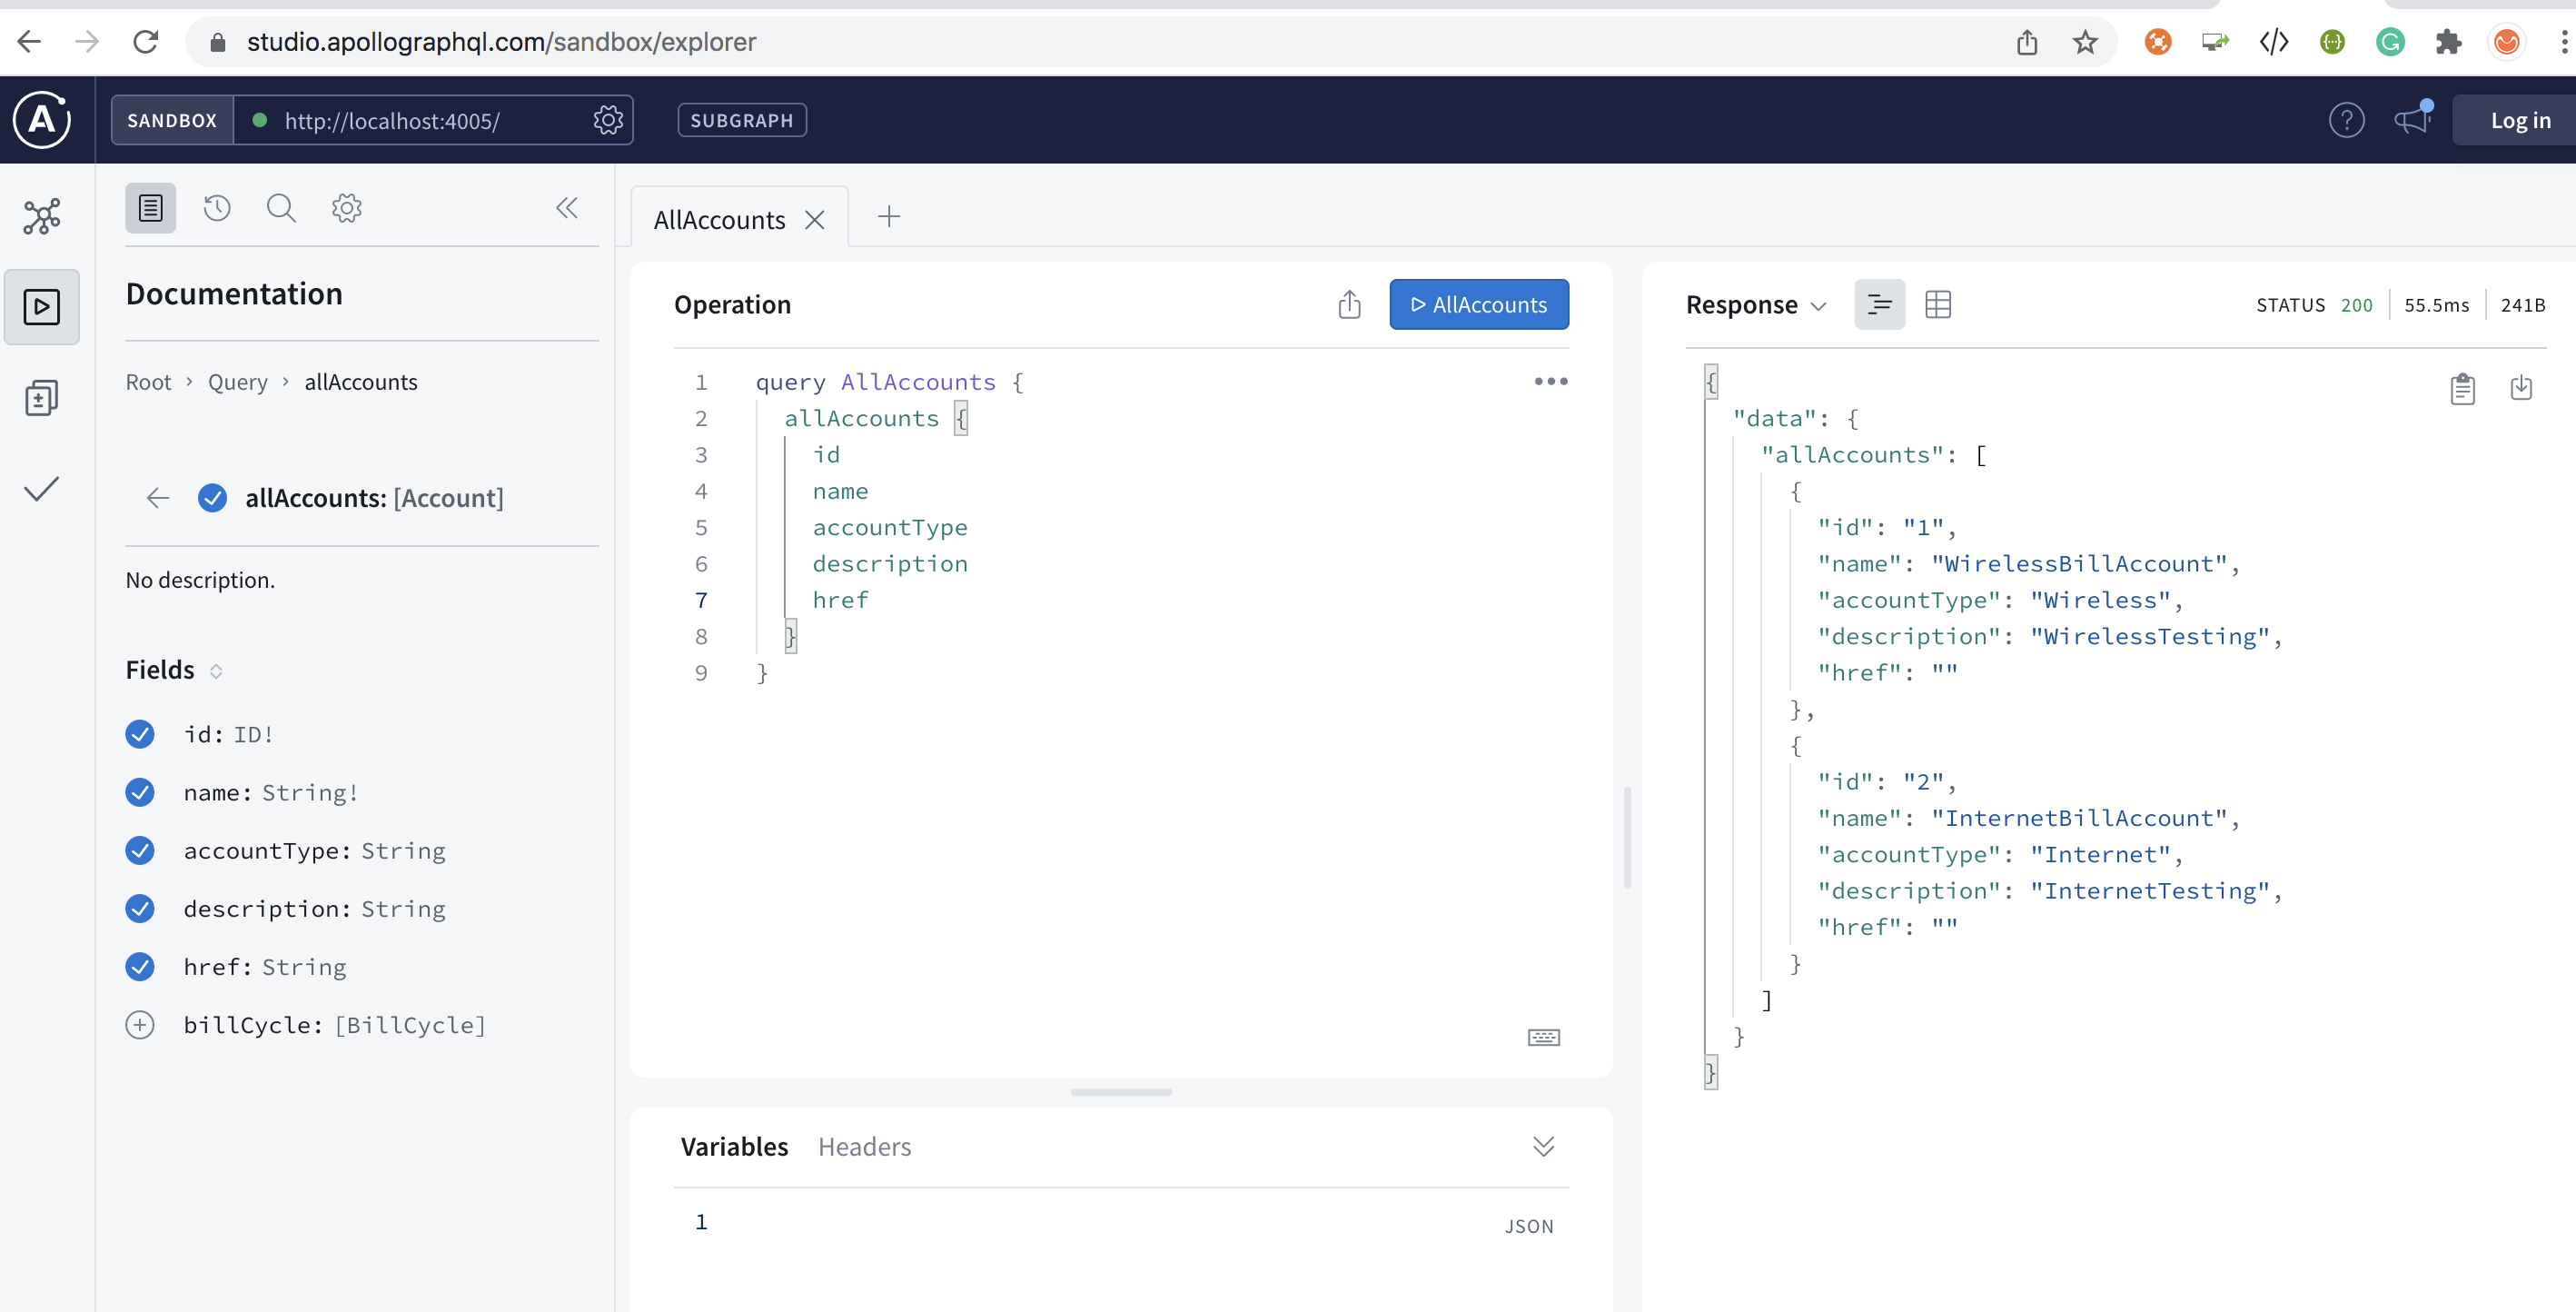 studio.apollographql.com/sandbox/explorer
SANDBOX
http://localhost:4005/
SUBGRAPH
Log in
Documentation
Root › Query › allAccounts
allAccounts: [Account]
No description.
Fields
id: ID!
name: String!
accountType: String
description: String
href: String
billCycle: [BillCycle]
AllAccounts
Operation
AllAccounts
1 query AllAccounts {
2 allAccounts {
3 id
4 name
5 accountType
6 description
7 href
8 }
9 }
Variables Headers
1
JSON
Response
STATUS 200 55.5ms 241B
{
"data": {
"allAccounts": [
{
"id": "1",
"name": "WirelessBillAccount",
"accountType": "Wireless",
"description": "WirelessTesting",
"href": ""
},
{
"id": "2",
"name": "InternetBillAccount",
"accountType": "Internet",
"description": "InternetTesting",
"href": ""
}
]
}
}